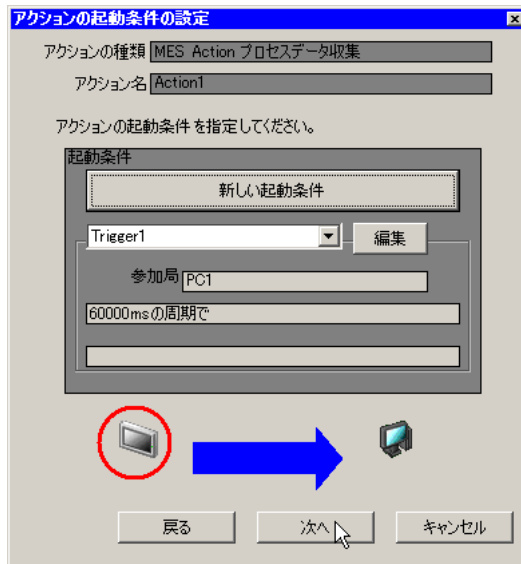 アクションの起動条件の設定
アクションの種類 MES Action プロセスデータ収集
アクション名 Action1
アクションの起動条件を指定してください。
起動条件
新しい起動条件
Trigger1 編集
参加局 PC1
60000msの周期で
戻る 次へ キャンセル